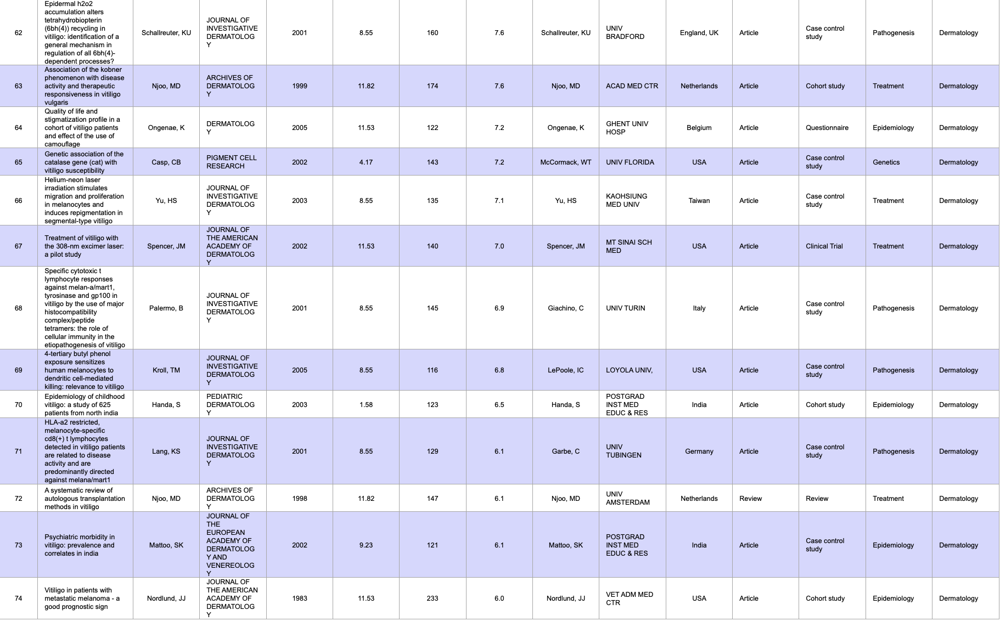 62
Epidermal h2o2
accumulation alters
tetrahydrobiopterin
(6bh(4)) recycling in
vitiligo: identification of a
general mechanism in
regulation of all 6bh(4)-
dependent processes?
Schallreuter, KU
JOURNAL OF
INVESTIGATIVE
DERMATOLOG
Y
2001
8.55
160
7.6
Schallreuter, KU
UNIV
BRADFORD
England, UK
Article
Case control
study
Pathogenesis
Dermatology
63
Association of the kobner
phenomenon with disease
activity and therapeutic
responsiveness in vitiligo
vulgaris
Njoo, MD
ARCHIVES OF
DERMATOLOG
Y
1999
11.82
174
7.6
Njoo, MD
ACAD MED CTR
Netherlands
Article
Cohort study
Treatment
Dermatology
64
Quality of life and
stigmatization profile in a
cohort of vitiligo patients
and effect of the use of
camouflage
Ongenae, K
DERMATOLOG
Y
2005
11.53
122
7.2
Ongenae, K
GHENT UNIV
HOSP
Belgium
Article
Questionnaire
Epidemiology
Dermatology
65
Genetic association of the
catalase gene (cat) with
vitiligo susceptibility
Casp, CB
PIGMENT CELL
RESEARCH
2002
4.17
143
7.2
McCormack, WT
UNIV FLORIDA
USA
Article
Case control
study
Genetics
Dermatology
66
Helium-neon laser
irradiation stimulates
migration and proliferation
in melanocytes and
induces repigmentation in
segmental-type vitiligo
Yu, HS
JOURNAL OF
INVESTIGATIVE
DERMATOLOG
Y
2003
8.55
135
7.1
Yu, HS
KAOHSIUNG
MED UNIV
Taiwan
Article
Case control
study
Treatment
Dermatology
67
Treatment of vitiligo with
the 308-nm excimer laser:
a pilot study
Spencer, JM
JOURNAL OF
THE AMERICAN
ACADEMY OF
DERMATOLOG
Y
2002
11.53
140
7.0
Spencer, JM
MT SINAI SCH
MED
USA
Article
Clinical Trial
Treatment
Dermatology
68
Specific cytotoxic t
lymphocyte responses
against melan-a/mart1,
tyrosinase and gp100 in
vitiligo by the use of major
histocompatibility
complex/peptide
tetramers: the role of
cellular immunity in the
etiopathogenesis of vitiligo
Palermo, B
JOURNAL OF
INVESTIGATIVE
DERMATOLOG
Y
2001
8.55
145
6.9
Giachino, C
UNIV TURIN
Italy
Article
Case control
study
Pathogenesis
Dermatology
69
4-tertiary butyl phenol
exposure sensitizes
human melanocytes to
dendritic cell-mediated
killing: relevance to vitiligo
Kroll, TM
JOURNAL OF
INVESTIGATIVE
DERMATOLOG
Y
2005
8.55
116
6.8
LePoole, IC
LOYOLA UNIV,
USA
Article
Case control
study
Pathogenesis
Dermatology
70
Epidemiology of childhood
vitiligo: a study of 625
patients from north india
Handa, S
PEDIATRIC
DERMATOLOG
Y
2003
1.58
123
6.5
Handa, S
POSTGRAD
INST MED
EDUC & RES
India
Article
Cohort study
Epidemiology
Dermatology
71
HLA-a2 restricted,
melanocyte-specific
cd8(+) t lymphocytes
detected in vitiligo patients
are related to disease
activity and are
predominantly directed
against melana/mart1
Lang, KS
JOURNAL OF
INVESTIGATIVE
DERMATOLOG
Y
2001
8.55
129
6.1
Garbe, C
UNIV
TUBINGEN
Germany
Article
Case control
study
Pathogenesis
Dermatology
72
A systematic review of
autologous transplantation
methods in vitiligo
Njoo, MD
ARCHIVES OF
DERMATOLOG
Y
1998
11.82
147
6.1
Njoo, MD
UNIV
AMSTERDAM
Netherlands
Review
Review
Treatment
Dermatology
73
Psychiatric morbidity in
vitiligo: prevalence and
correlates in india
Mattoo, SK
JOURNAL OF
THE
EUROPEAN
ACADEMY OF
DERMATOLOG
Y AND
VENEREOLOG
Y
2002
9.23
121
6.1
Mattoo, SK
POSTGRAD
INST MED
EDUC & RES
India
Article
Case control
study
Epidemiology
Dermatology
74
Vitiligo in patients with
metastatic melanoma - a
good prognostic sign
Nordlund, JJ
JOURNAL OF
THE AMERICAN
ACADEMY OF
DERMATOLOG
Y
1983
11.53
233
6.0
Nordlund, JJ
VET ADM MED
CTR
USA
Article
Cohort study
Epidemiology
Dermatology